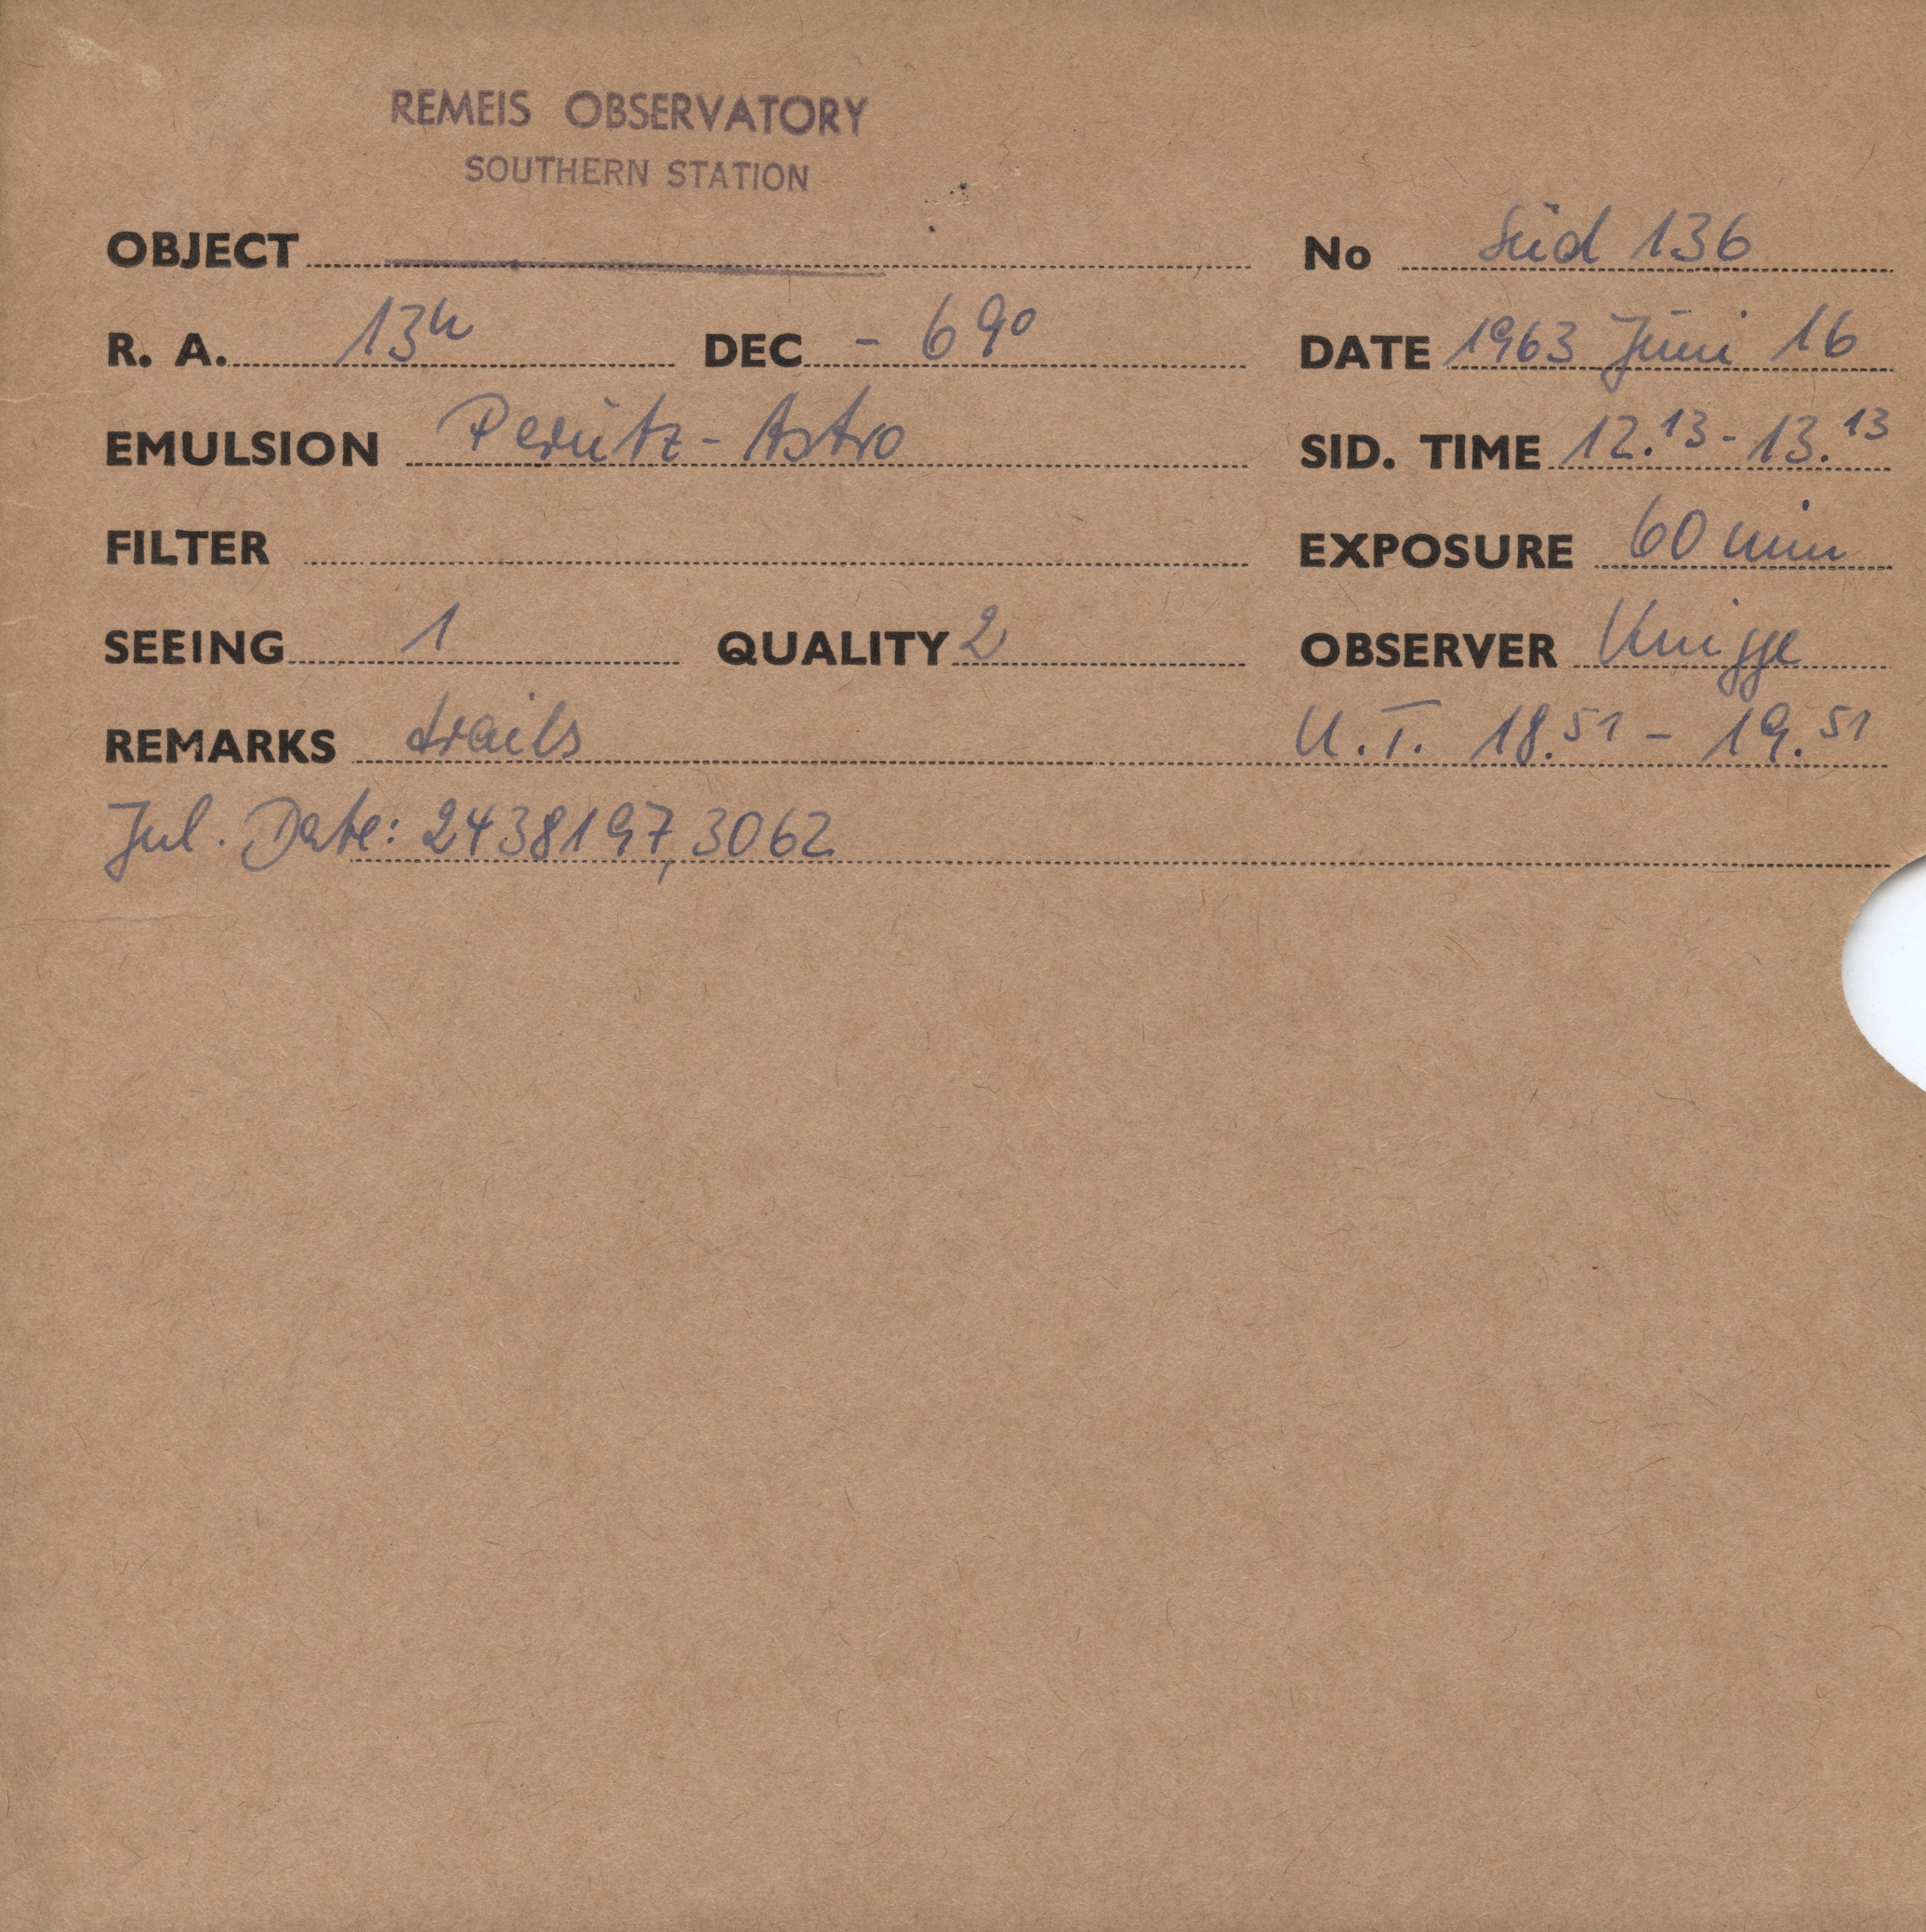 REMEIS OBSERVATORY
SOUTHERN STATION
OBJECT No Süd 136
R. A. 13h DEC - 69° DATE 1963 Juni 16
EMULSION Perutz - Astro SID. TIME 12.13 - 13.13
FILTER EXPOSURE 60 min
SEEING 1 QUALITY 2 OBSERVER Knigge
REMARKS trails U.T. 18.51 - 19.51
Jul. Date: 2438197,3062